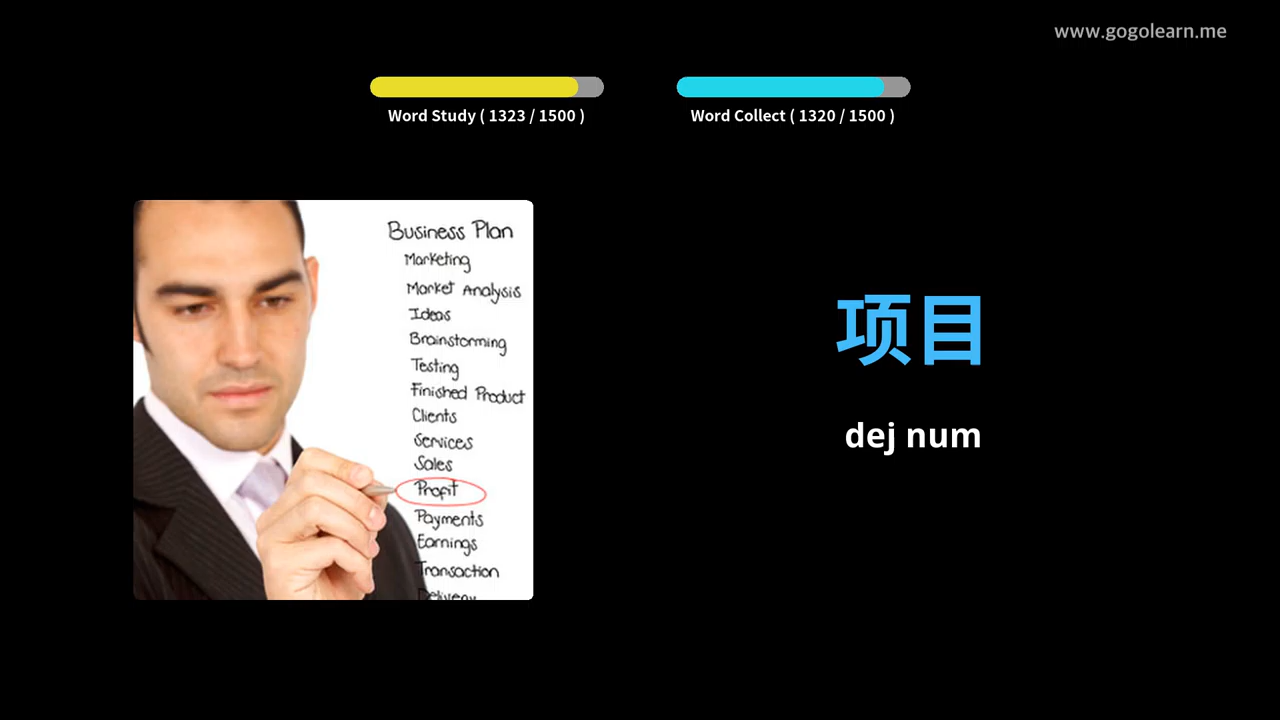 www.gogolearn.me
Word Study ( 1323 / 1500 )
Word Collect ( 1320 / 1500 )
Business Plan
Marketing
Market Analysis
Ideas
Brainstorming
Testing
Finished Product
Clients
Services
Sales
Profit
Payments
Earnings
Transaction
Delivery
项目
dej num